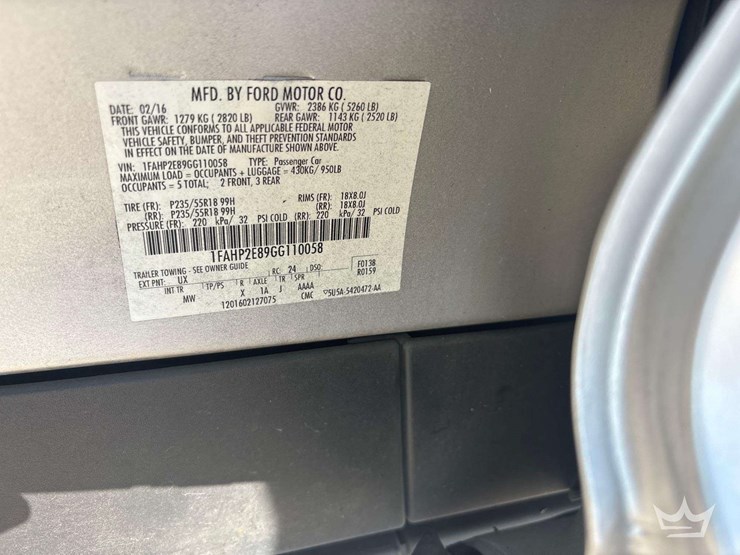 MFD. BY FORD MOTOR CO.
DATE: 02/16 GVWR: 2386 KG ( 5260 LB)
FRONT GAWR: 1279 KG ( 2820 LB) REAR GAWR: 1143 KG ( 2520 LB)
THIS VEHICLE CONFORMS TO ALL APPLICABLE FEDERAL MOTOR
VEHICLE SAFETY, BUMPER, AND THEFT PREVENTION STANDARDS
IN EFFECT ON THE DATE OF MANUFACTURE SHOWN ABOVE.
VIN: 1FAHP2E89GG110058 TYPE: Passenger Car
MAXIMUM LOAD = OCCUPANTS + LUGGAGE = 430KG/ 950LB
OCCUPANTS = 5 TOTAL; 2 FRONT, 3 REAR
TIRE (FR): P235/55R18 99H RIMS (FR): 18X8.0J
(RR): P235/55R18 99H (RR): 18X8.0J
PRESSURE (FR): 220 kPa/ 32 PSI COLD (RR): 220 kPa/ 32 PSI COLD
1FAHP2E89GG110058
TRAILER TOWING - SEE OWNER GUIDE
F0138
R0159
EXT PNT: UX RC: 24 DSO:
INT TR TP/PS R AXLE TR SPR
MW X 1A J AAAA
1201602127075 CMC 5U5A-5420472-AA